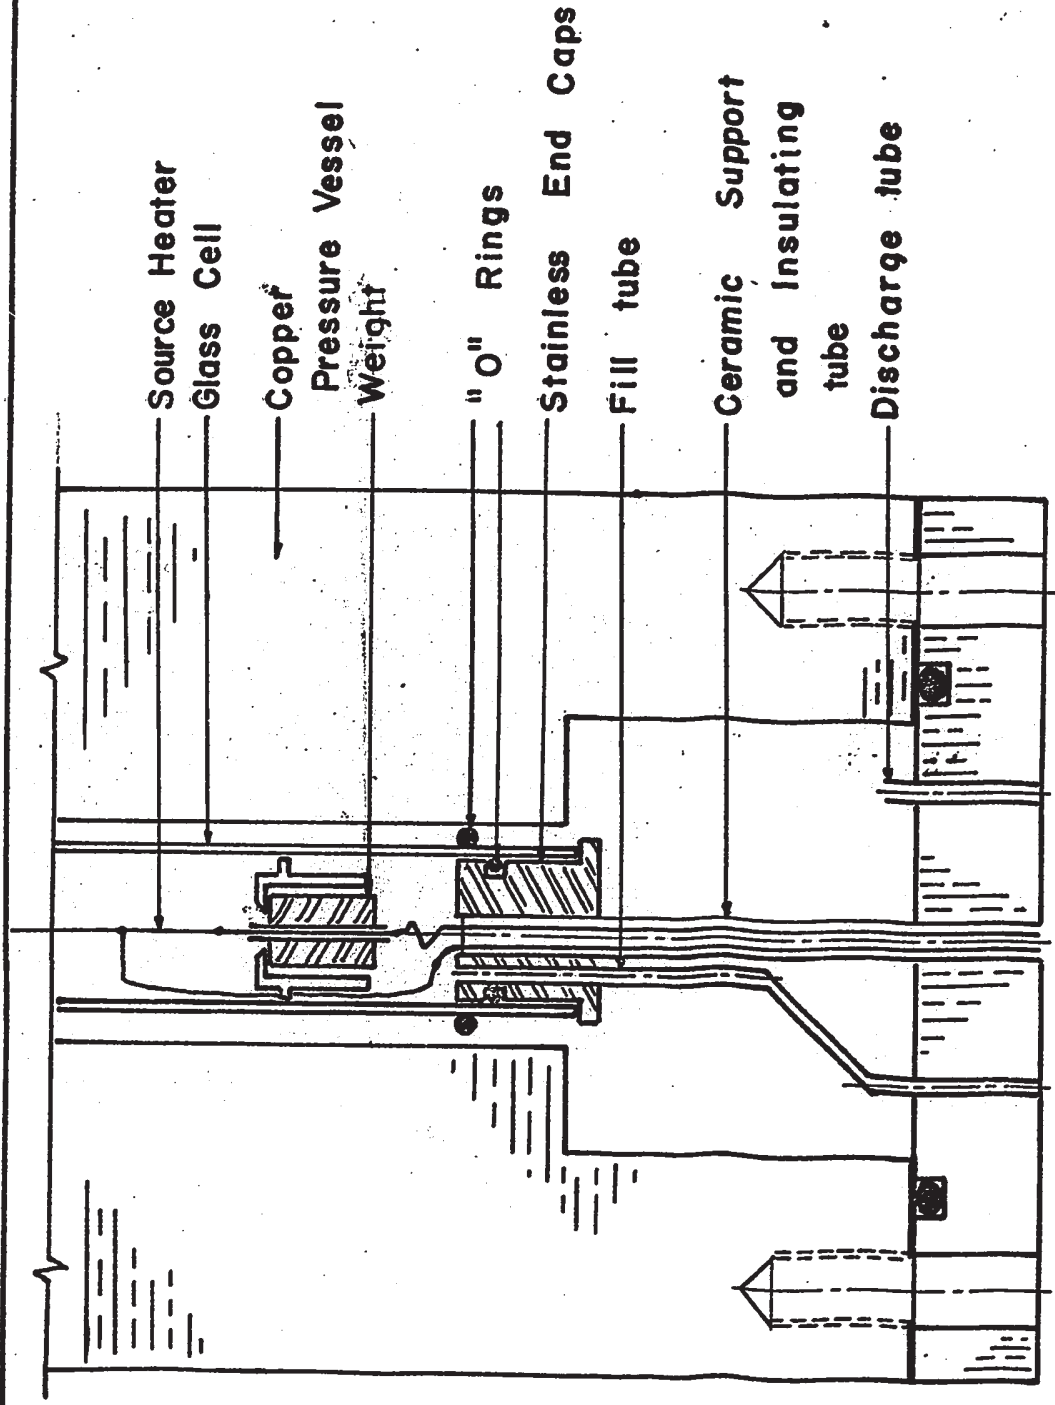 Source Heater
Glass Cell
Copper
Pressure Vessel
Weight
"O" Rings
Stainless End Caps
Fill tube
Ceramic Support
and Insulating
tube
Discharge tube